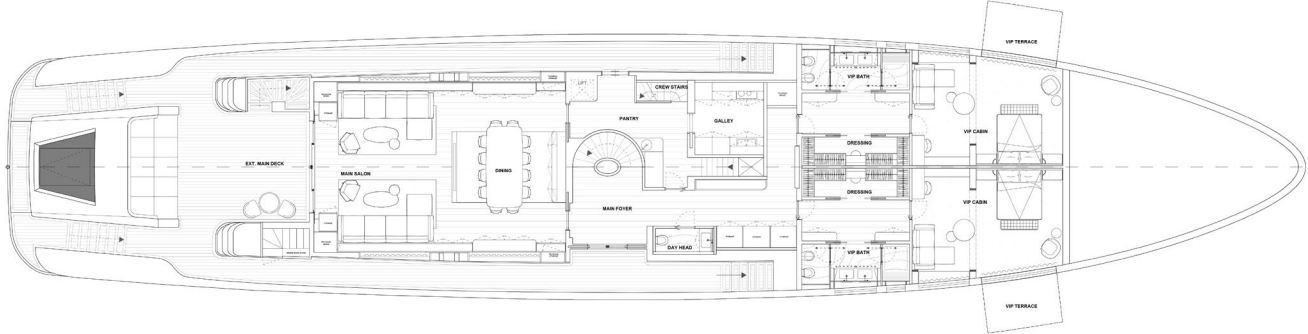 VIP TERRACE
LIFT
CREW STAIRS
VIP BATH
PANTRY
GALLEY
VIP CABIN
DRESSING
EXT. MAIN DECK
MAIN SALON
DINING
DRESSING
VIP CABIN
MAIN FOYER
DAY HEAD
VIP BATH
VIP TERRACE